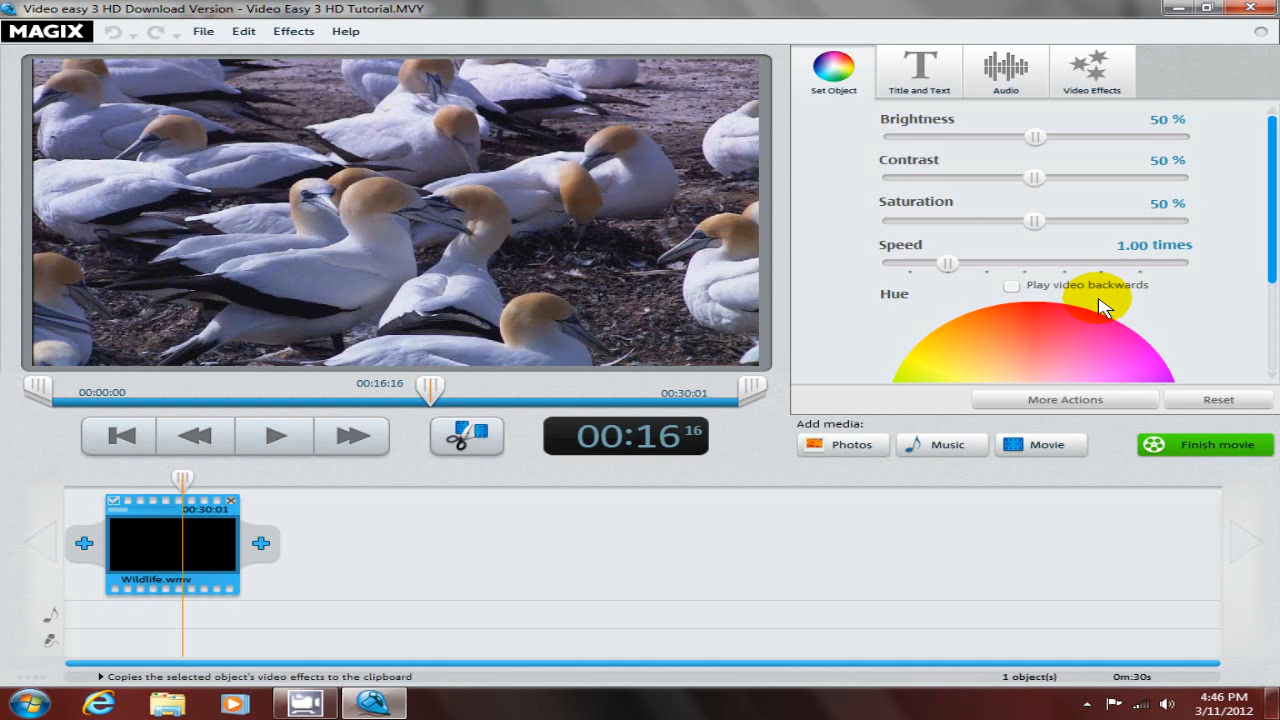 Video easy 3 HD Download Version - Video Easy 3 HD Tutorial.MVY
MAGIX
File Edit Effects Help
Set Object
Title and Text
Audio
Video Effects
Brightness 50 %
Contrast 50 %
Saturation 50 %
Speed 1.00 times
Play video backwards
Hue
More Actions
Reset
00:00:00
00:16:16
00:30:01
00:16 16
Add media:
Photos
Music
Movie
Finish movie
00:30:01
Wildlife.wmv
Copies the selected object's video effects to the clipboard
1 object(s)
0m:30s
4:46 PM
3/11/2012